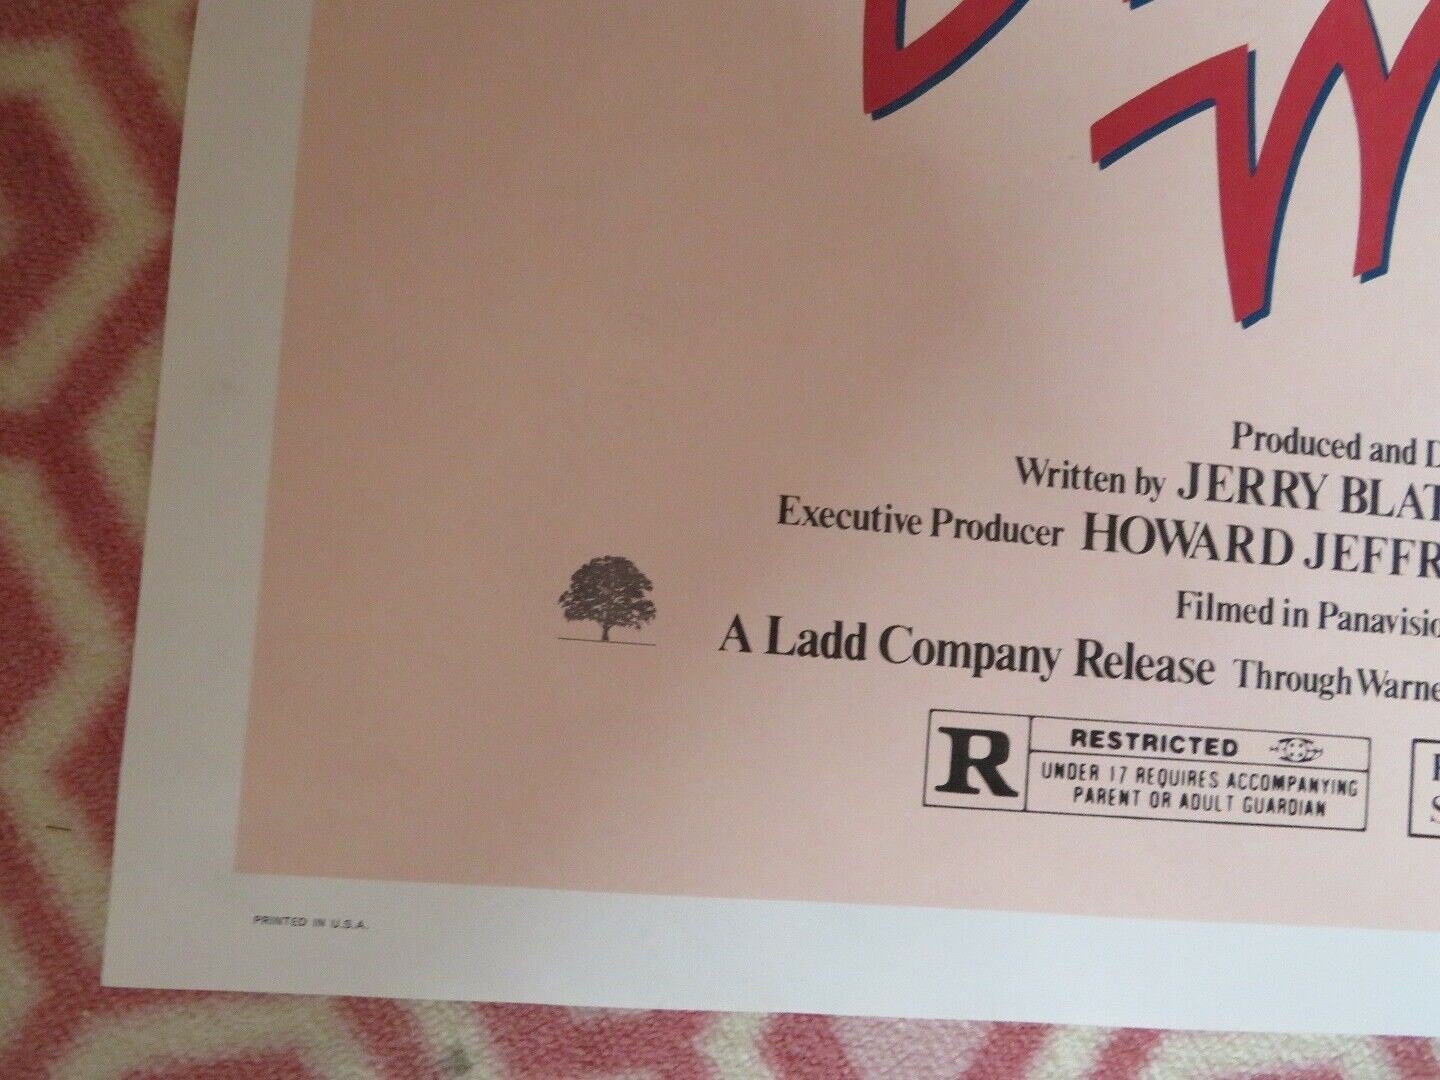 Produced and D
Written by JERRY BLAT
Executive Producer HOWARD JEFFR
Filmed in Panavisio
A Ladd Company Release Through Warne
R
RESTRICTED
UNDER 17 REQUIRES ACCOMPANYING
PARENT OR ADULT GUARDIAN
PRINTED IN U.S.A.